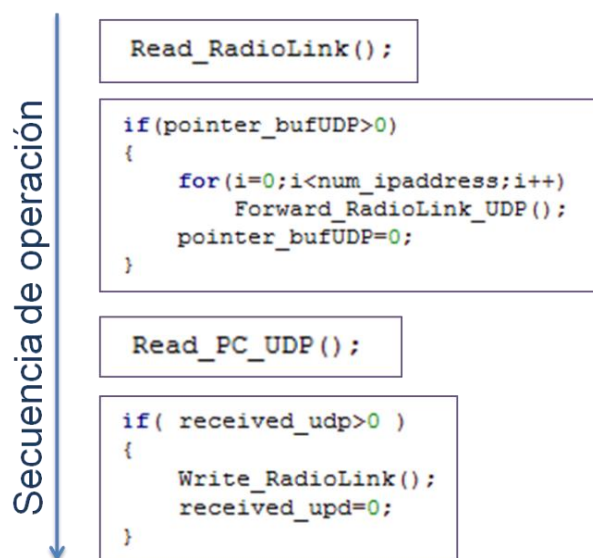 Secuencia de operación
Read_RadioLink();
if(pointer_bufUDP>0)
{
for(i=0;i<num_ipaddress;i++)
Forward_RadioLink_UDP();
pointer_bufUDP=0;
}
Read_PC_UDP();
if( received_udp>0 )
{
Write_RadioLink();
received_upd=0;
}